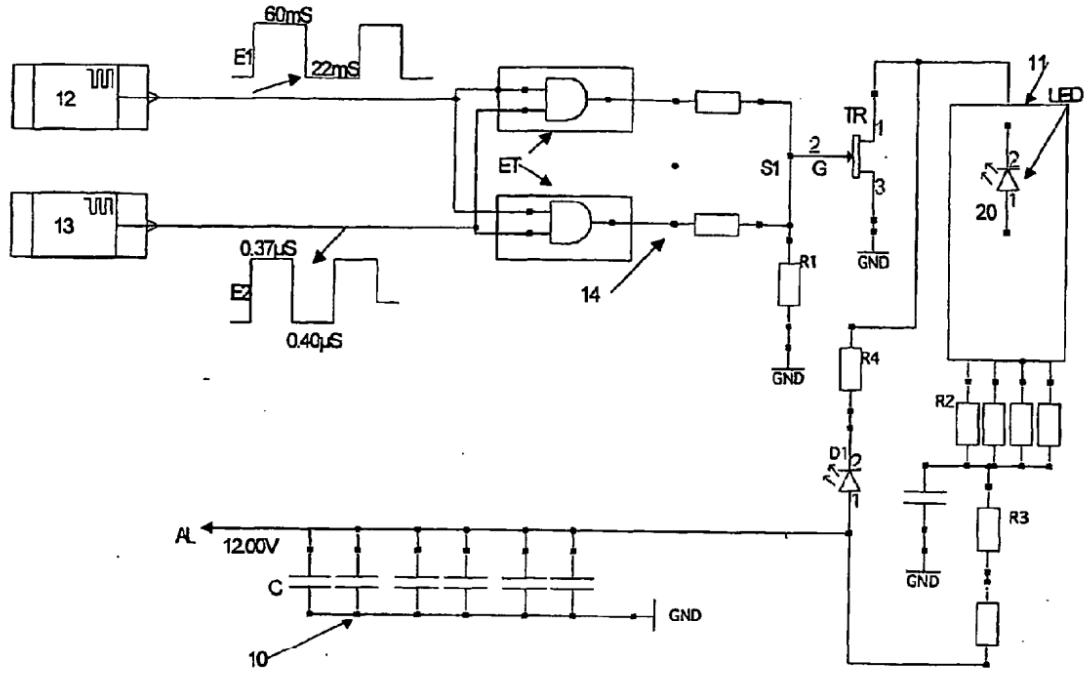 60mS
E1
22mS
12
11
LED
TR
1
2
G
3
S1
ET
2
1
20
13
0.37µS
E2
0.40µS
14
R1
GND
GND
R4
R2
D1
2
1
R3
GND
AL
12.00V
C
GND
10